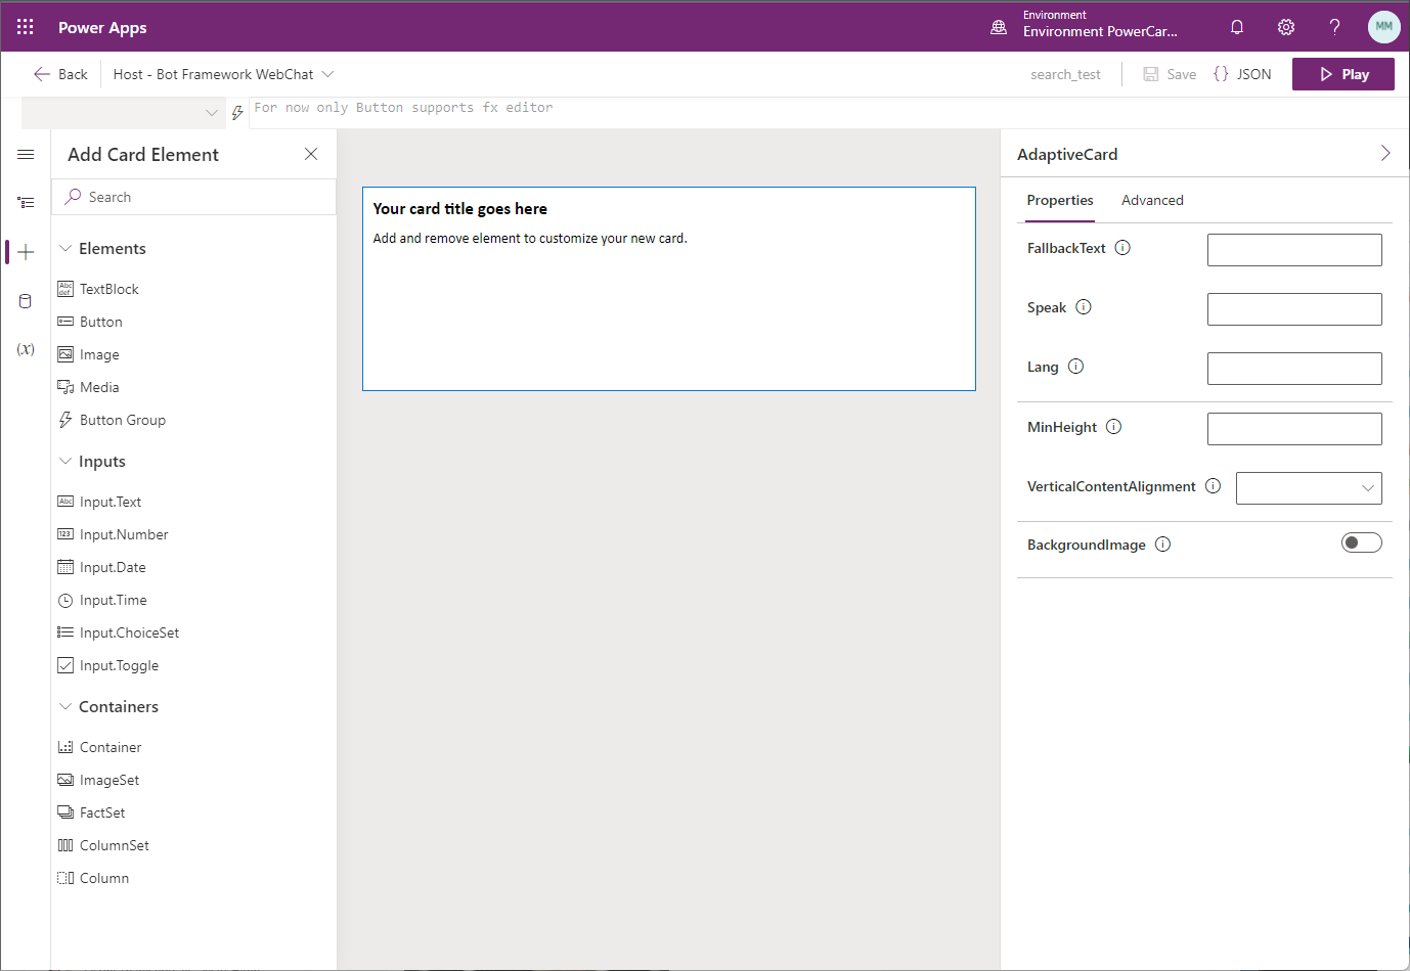 Power Apps
Environment
Environment PowerCar...
MM
Back
Host - Bot Framework WebChat
search_test
Save
{} JSON
Play
For now only Button supports fx editor
Add Card Element
Search
Elements
TextBlock
Button
Image
Media
Button Group
Inputs
Input.Text
Input.Number
Input.Date
Input.Time
Input.ChoiceSet
Input.Toggle
Containers
Container
ImageSet
FactSet
ColumnSet
Column
(x)
Your card title goes here
Add and remove element to customize your new card.
AdaptiveCard
Properties Advanced
FallbackText
Speak
Lang
MinHeight
VerticalContentAlignment
BackgroundImage